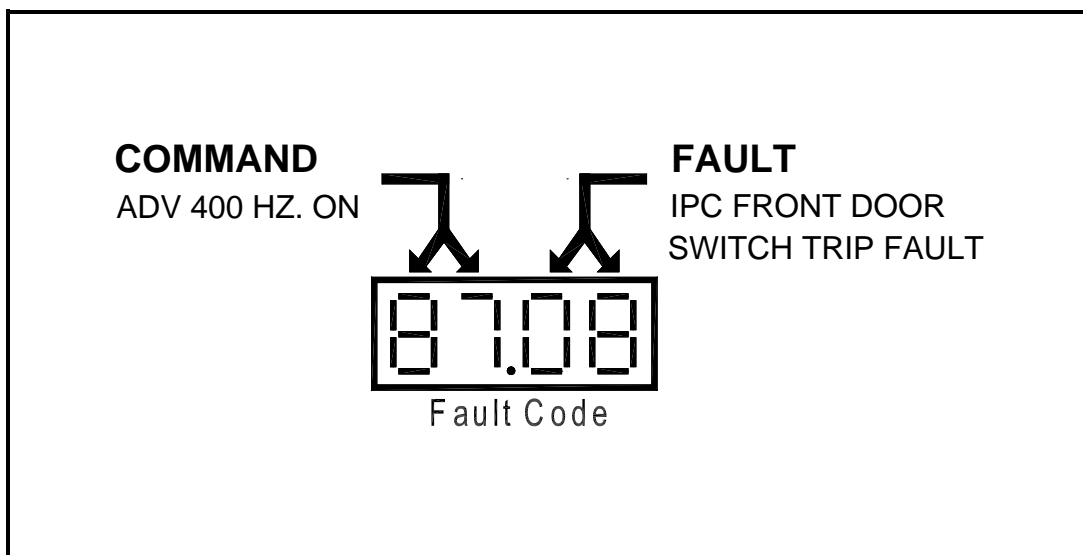 COMMAND
ADV 400 HZ. ON
FAULT
IPC FRONT DOOR
SWITCH TRIP FAULT
87.08
Fault Code